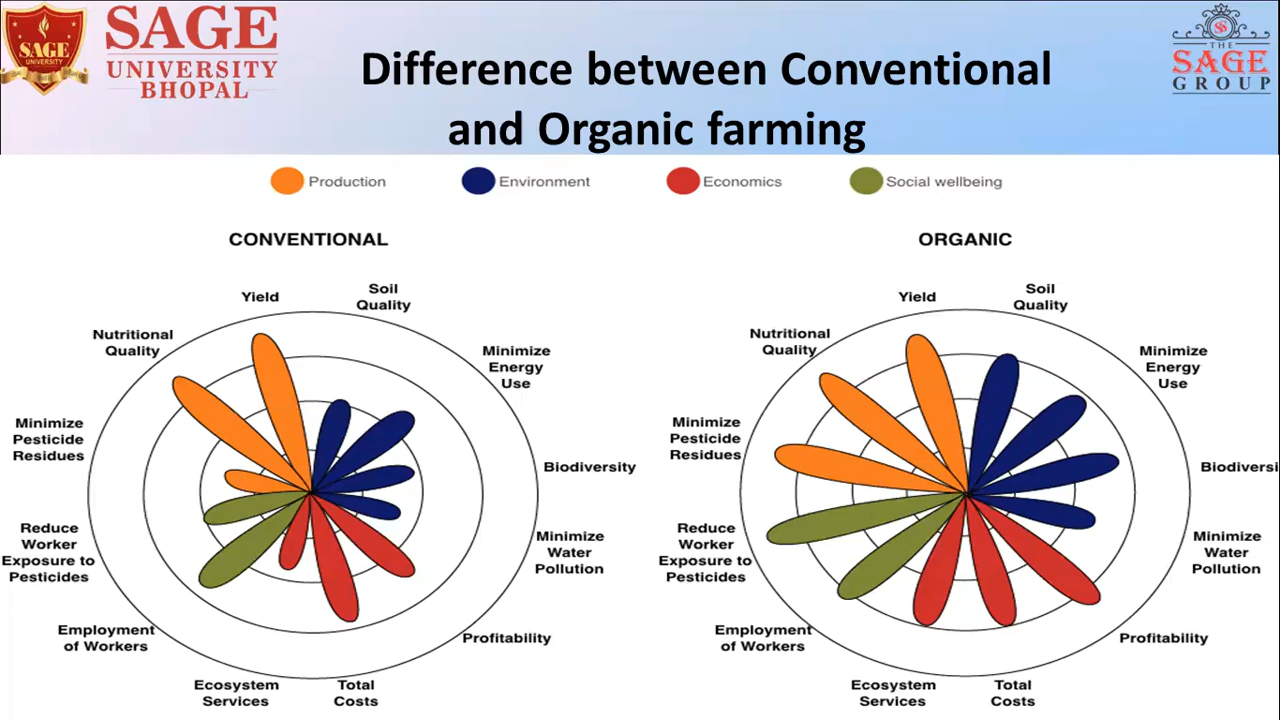 SAGE
UNIVERSITY
SAGE
UNIVERSITY
BHOPAL
Difference between Conventional
and Organic farming
THE
SAGE
GROUP
Production
Environment
Economics
Social wellbeing
CONVENTIONAL
Yield
Soil
Quality
Nutritional
Quality
Minimize
Energy
Use
Minimize
Pesticide
Residues
Biodiversity
Reduce
Worker
Exposure to
Pesticides
Minimize
Water
Pollution
Employment
of Workers
Profitability
Ecosystem
Services
Total
Costs
ORGANIC
Yield
Soil
Quality
Nutritional
Quality
Minimize
Energy
Use
Minimize
Pesticide
Residues
Biodiversi
Reduce
Worker
Exposure to
Pesticides
Minimize
Water
Pollution
Employment
of Workers
Profitability
Ecosystem
Services
Total
Costs